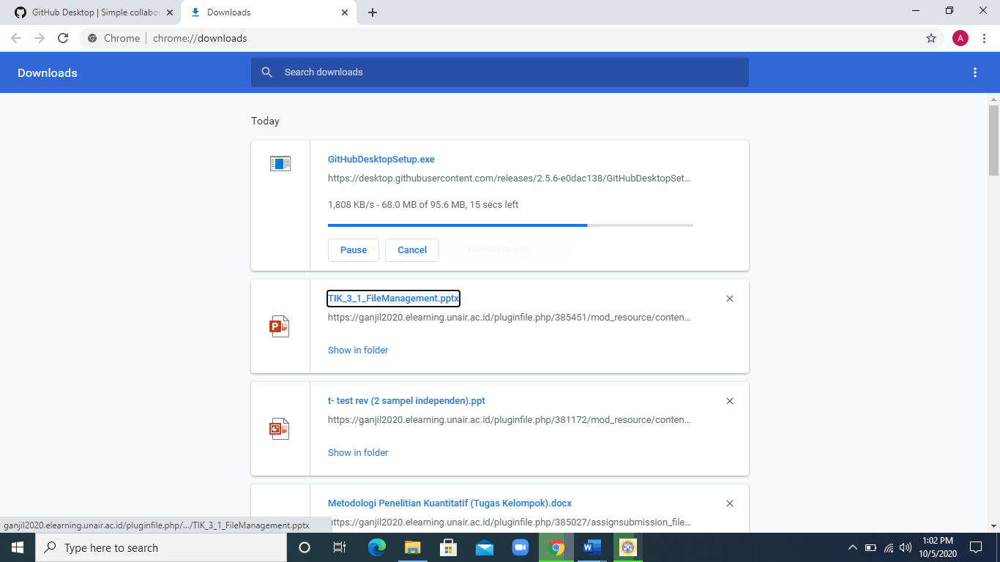 GitHub Desktop | Simple collabor
Downloads
Chrome
chrome://downloads
A
Downloads
Search downloads
Today
GitHubDesktopSetup.exe
https://desktop.githubusercontent.com/releases/2.5.6-e0dac138/GitHubDesktopSet...
1,808 KB/s - 68.0 MB of 95.6 MB, 15 secs left
Pause
Cancel
Full-screen Snip
TIK_3_1_FileManagement.pptx
https://ganjil2020.elearning.unair.ac.id/pluginfile.php/385451/mod_resource/conten...
Show in folder
t- test rev (2 sampel independen).ppt
https://ganjil2020.elearning.unair.ac.id/pluginfile.php/381172/mod_resource/conten...
Show in folder
Metodologi Penelitian Kuantitatif (Tugas Kelompok).docx
https://ganjil2020.elearning.unair.ac.id/pluginfile.php/385027/assignsubmission_file...
ganjil2020.elearning.unair.ac.id/pluginfile.php/.../TIK_3_1_FileManagement.pptx
Type here to search
1:02 PM
10/5/2020